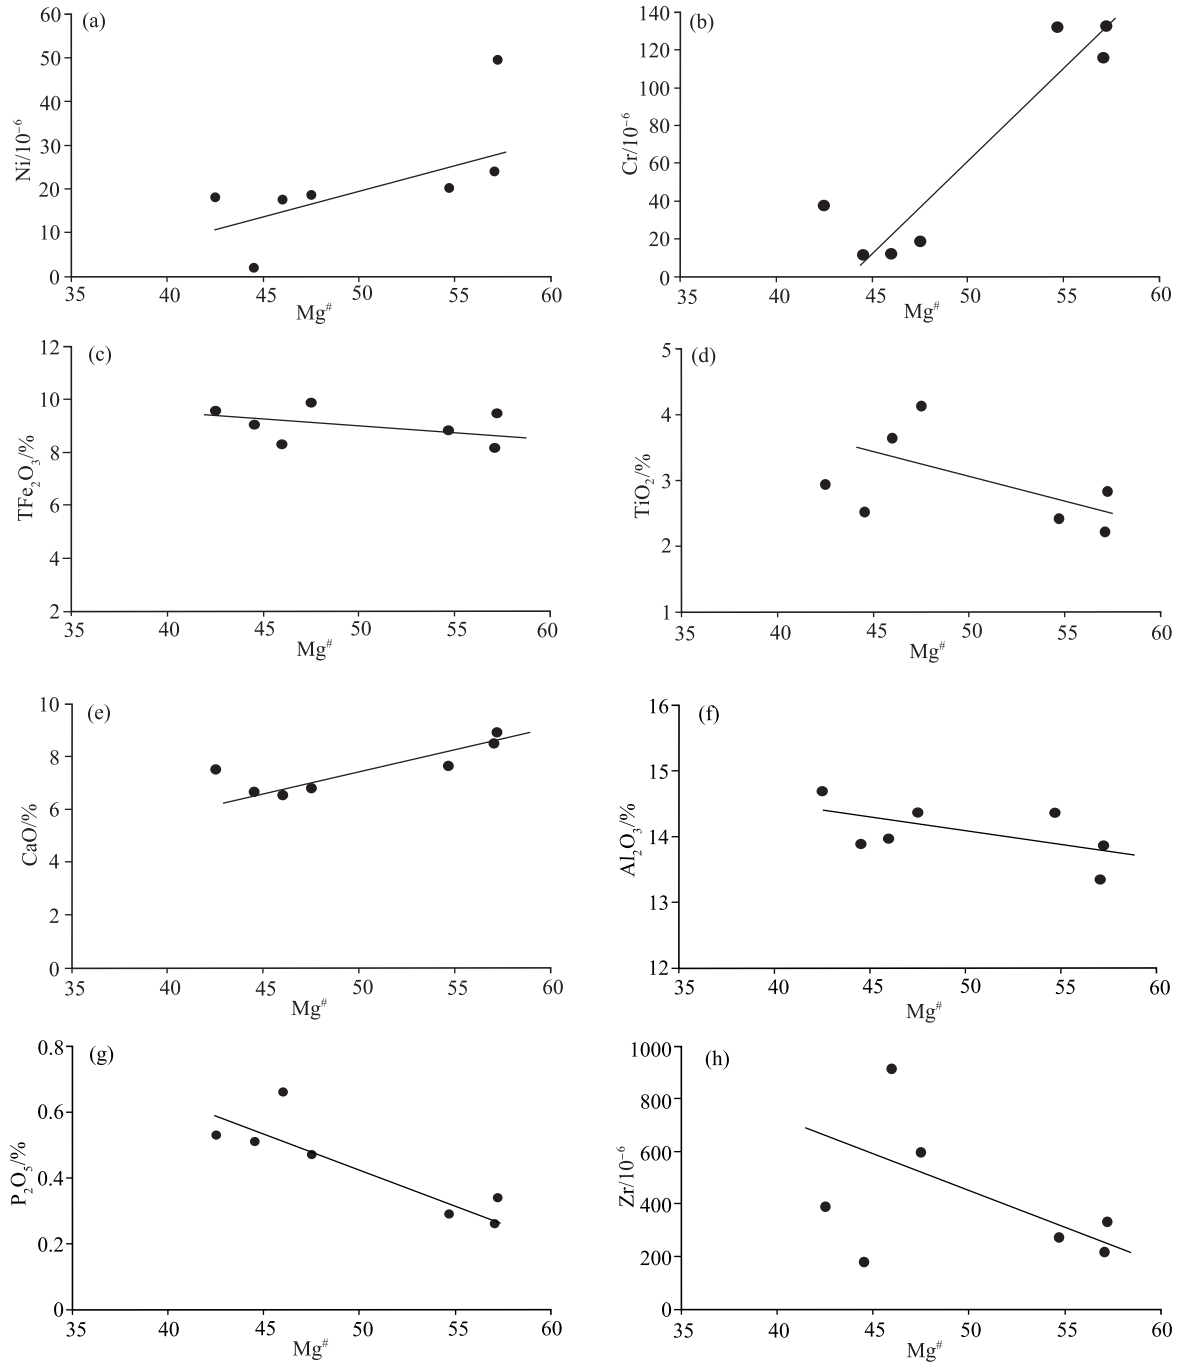 (a)
Ni/10⁻⁶
60
50
40
30
20
10
0
35 40 45 50 55 60
Mg#
(b)
Cr/10⁻⁶
140
120
100
80
60
40
20
0
35 40 45 50 55 60
Mg#
(c)
TFe₂O₃/%
12
10
8
6
4
2
35 40 45 50 55 60
Mg#
(d)
TiO₂/%
5
4
3
2
1
35 40 45 50 55 60
Mg#
(e)
CaO/%
10
8
6
4
2
0
35 40 45 50 55 60
Mg#
(f)
Al₂O₃/%
16
15
14
13
12
35 40 45 50 55 60
Mg#
(g)
P₂O₅/%
0.8
0.6
0.4
0.2
0
35 40 45 50 55 60
Mg#
(h)
Zr/10⁻⁶
1000
800
600
400
200
0
35 40 45 50 55 60
Mg#